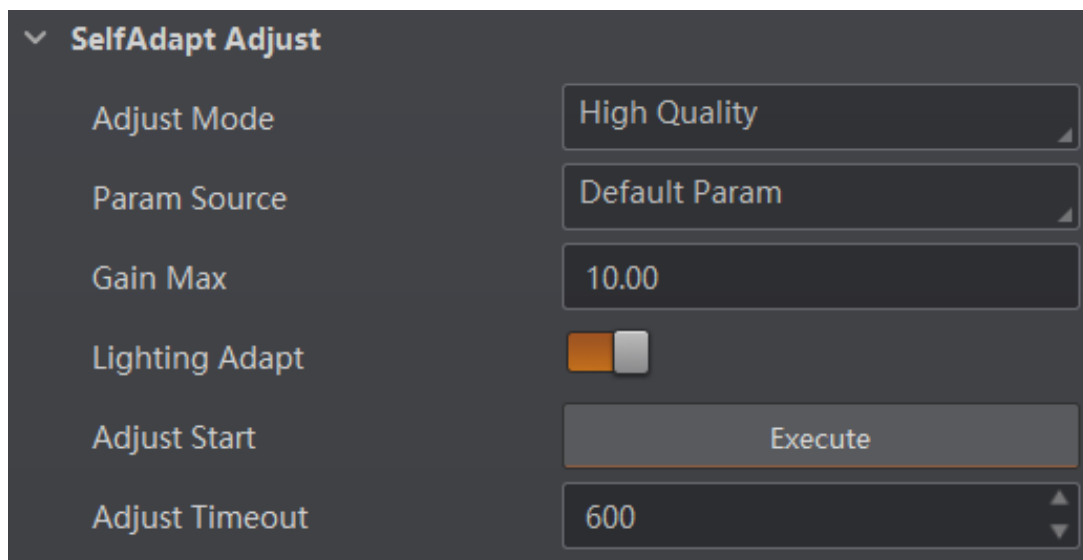 SelfAdapt Adjust
Adjust Mode High Quality
Param Source Default Param
Gain Max 10.00
Lighting Adapt
Adjust Start Execute
Adjust Timeout 600